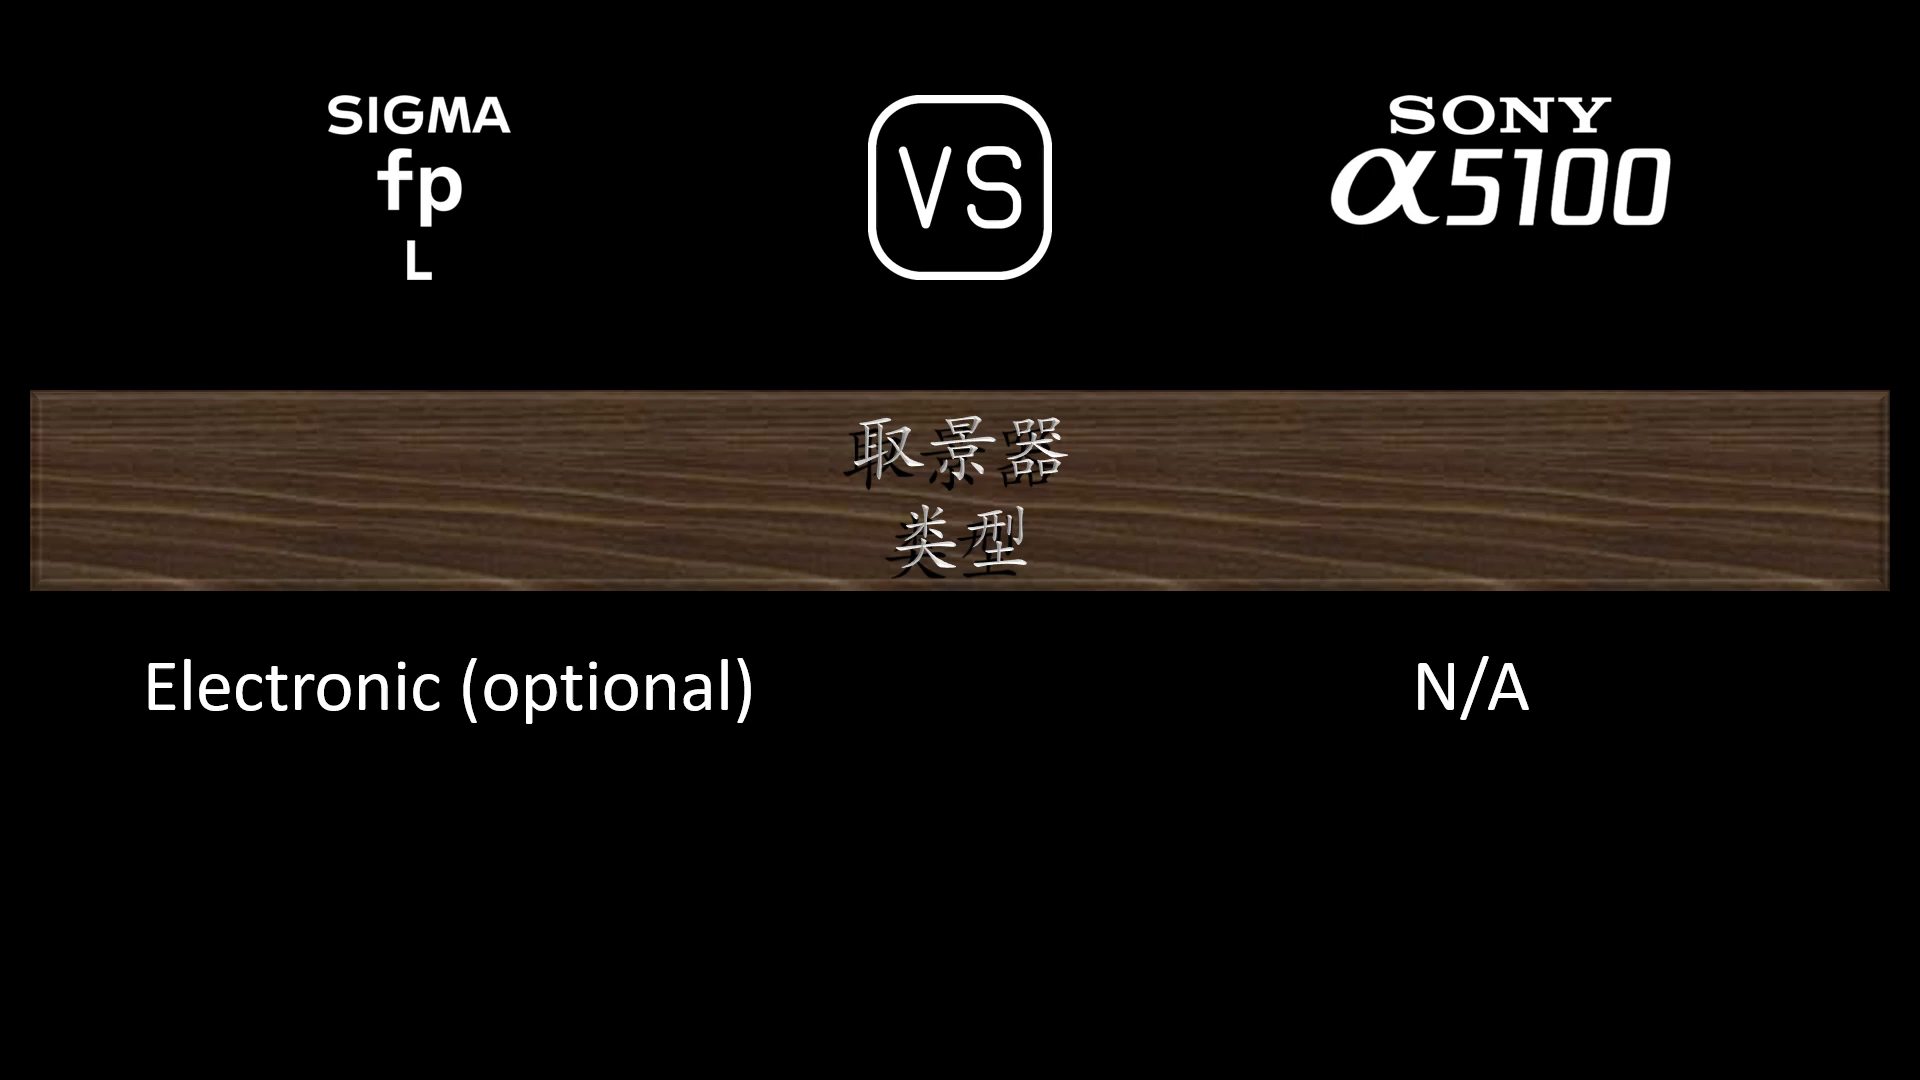 SIGMA
fp
L
VS
SONY
α5100
取景器
类型
Electronic (optional)
N/A